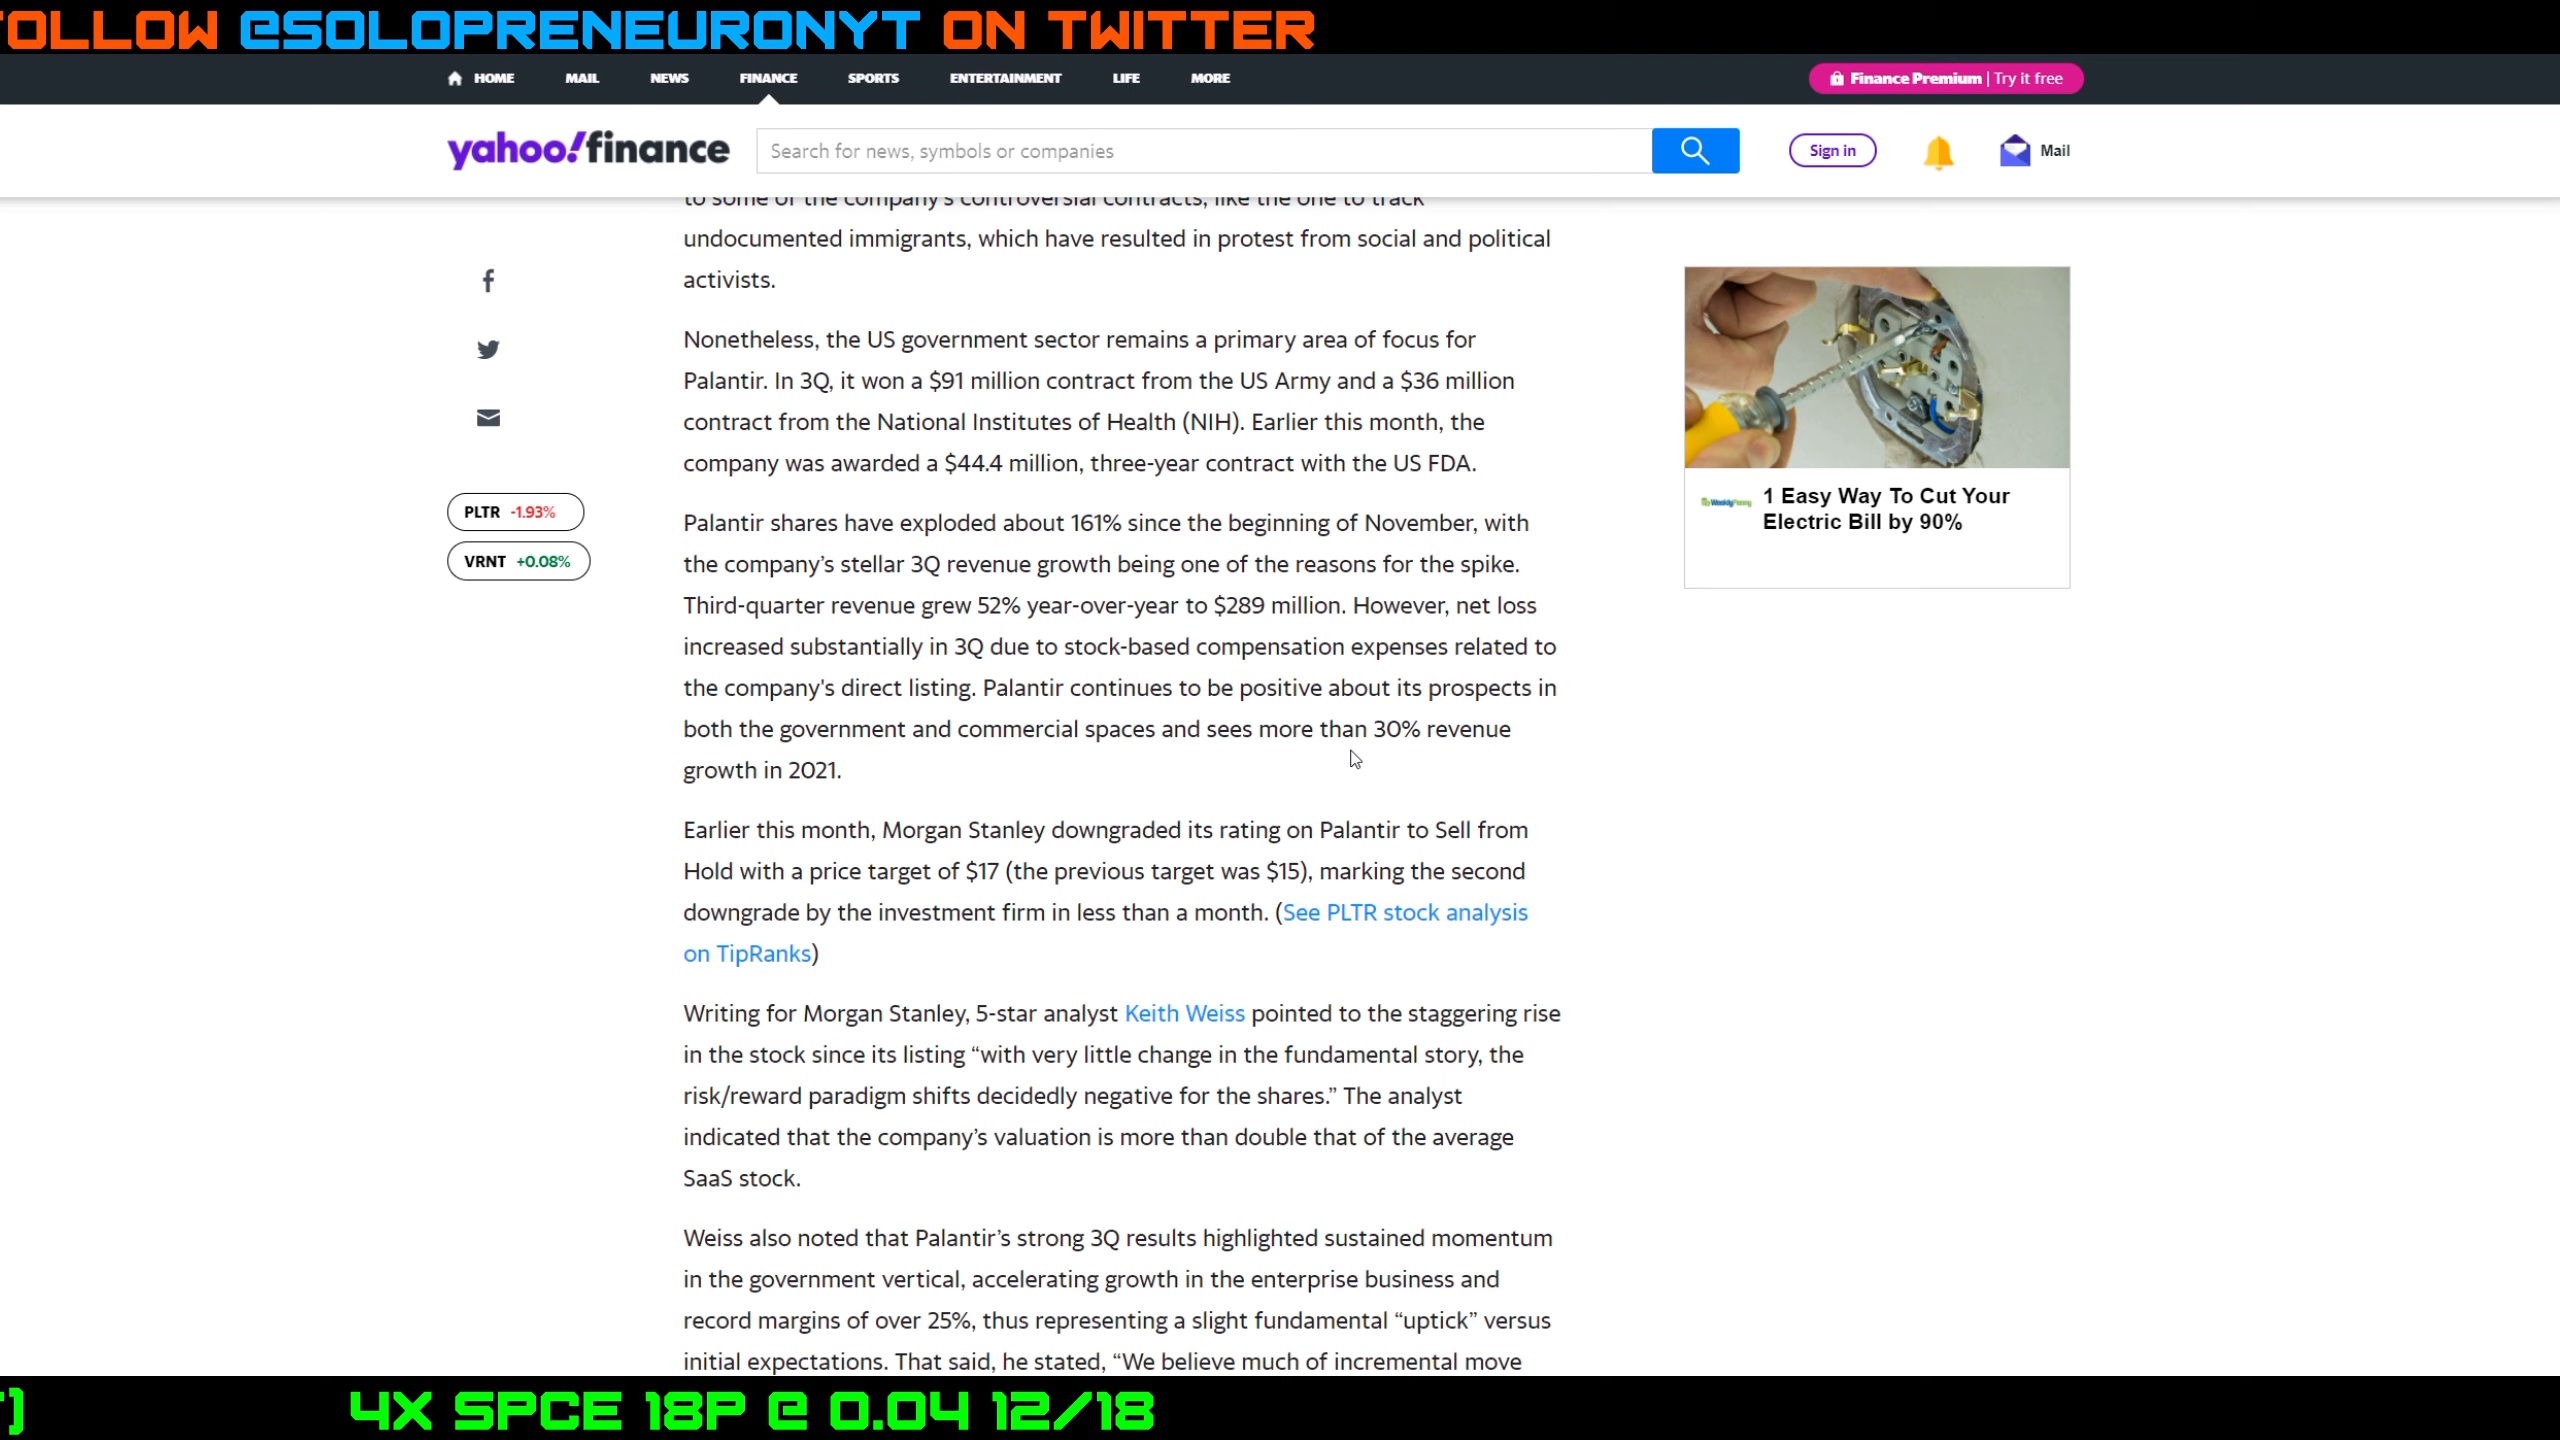 FOLLOW @SOLOPRENEURONYT ON TWITTER
HOME MAIL NEWS FINANCE SPORTS ENTERTAINMENT LIFE MORE
Finance Premium | Try it free
yahoo!finance
Search for news, symbols or companies
Sign in
Mail
to some of the company's controversial contracts, like the one to track
undocumented immigrants, which have resulted in protest from social and political
activists.
Nonetheless, the US government sector remains a primary area of focus for
Palantir. In 3Q, it won a $91 million contract from the US Army and a $36 million
contract from the National Institutes of Health (NIH). Earlier this month, the
company was awarded a $44.4 million, three-year contract with the US FDA.
PLTR -1.93%
VRNT +0.08%
Palantir shares have exploded about 161% since the beginning of November, with
the company’s stellar 3Q revenue growth being one of the reasons for the spike.
Third-quarter revenue grew 52% year-over-year to $289 million. However, net loss
increased substantially in 3Q due to stock-based compensation expenses related to
the company's direct listing. Palantir continues to be positive about its prospects in
both the government and commercial spaces and sees more than 30% revenue
growth in 2021.
Earlier this month, Morgan Stanley downgraded its rating on Palantir to Sell from
Hold with a price target of $17 (the previous target was $15), marking the second
downgrade by the investment firm in less than a month. (See PLTR stock analysis
on TipRanks)
Writing for Morgan Stanley, 5-star analyst Keith Weiss pointed to the staggering rise
in the stock since its listing “with very little change in the fundamental story, the
risk/reward paradigm shifts decidedly negative for the shares.” The analyst
indicated that the company’s valuation is more than double that of the average
SaaS stock.
Weiss also noted that Palantir’s strong 3Q results highlighted sustained momentum
in the government vertical, accelerating growth in the enterprise business and
record margins of over 25%, thus representing a slight fundamental “uptick” versus
initial expectations. That said, he stated, “We believe much of incremental move
WeeklyPenny
1 Easy Way To Cut Your
Electric Bill by 90%
) 4X SPCE 18P @ 0.04 12/18